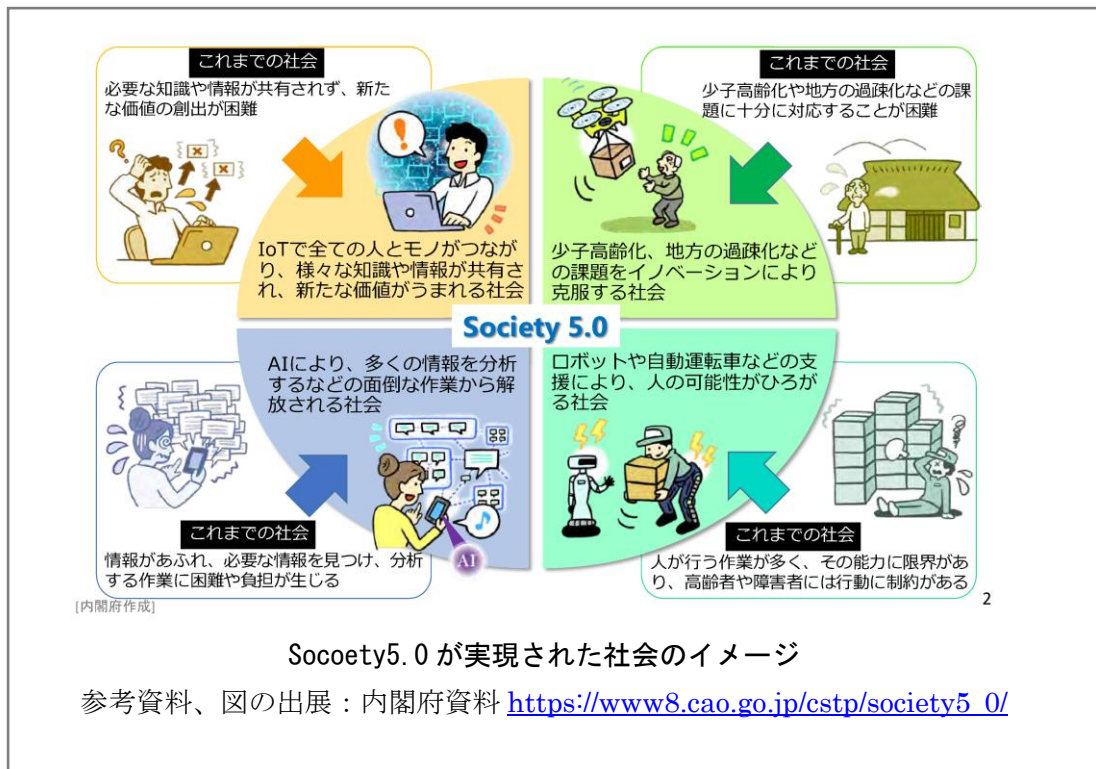 これまでの社会
必要な知識や情報が共有されず、新た
な価値の創出が困難
これまでの社会
少子高齢化や地方の過疎化などの課
題に十分に対応することが困難
IoTで全ての人とモノがつなが
り、様々な知識や情報が共有さ
れ、新たな価値がうまれる社会
少子高齢化、地方の過疎化など
の課題をイノベーションにより
克服する社会
Society 5.0
AIにより、多くの情報を分析
するなどの面倒な作業から解
放される社会
ロボットや自動運転車などの支
援により、人の可能性がひろが
る社会
AI
これまでの社会
情報があふれ、必要な情報を見つけ、分析
する作業に困難や負担が生じる
これまでの社会
人が行う作業が多く、その能力に限界があ
り、高齢者や障害者には行動に制約がある
[内閣府作成]
2
Socoety5.0が実現された社会のイメージ
参考資料、図の出展：内閣府資料 https://www8.cao.go.jp/cstp/society5_0/